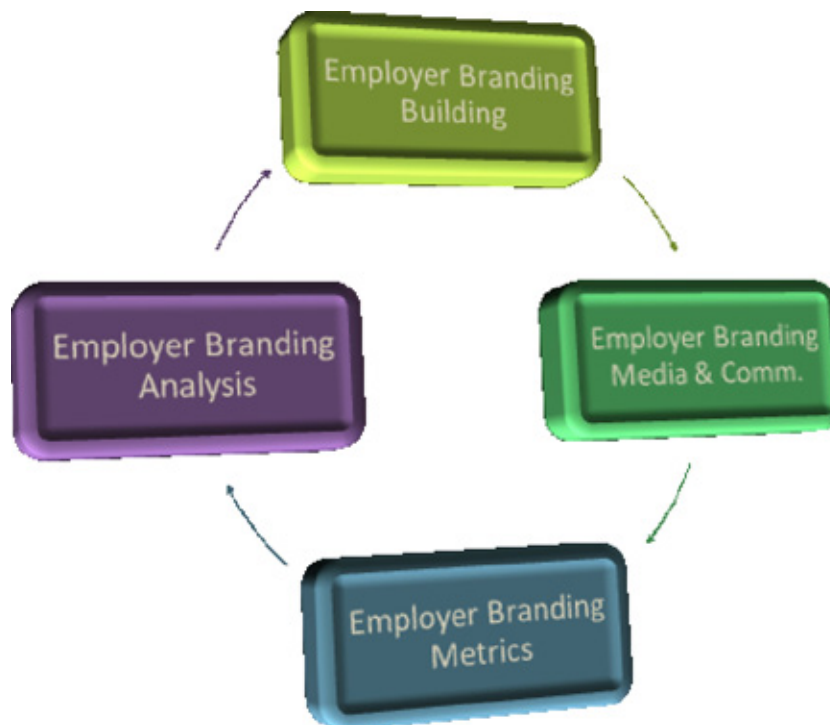 Employer Branding
Building
Employer Branding
Analysis
Employer Branding
Media & Comm.
Employer Branding
Metrics